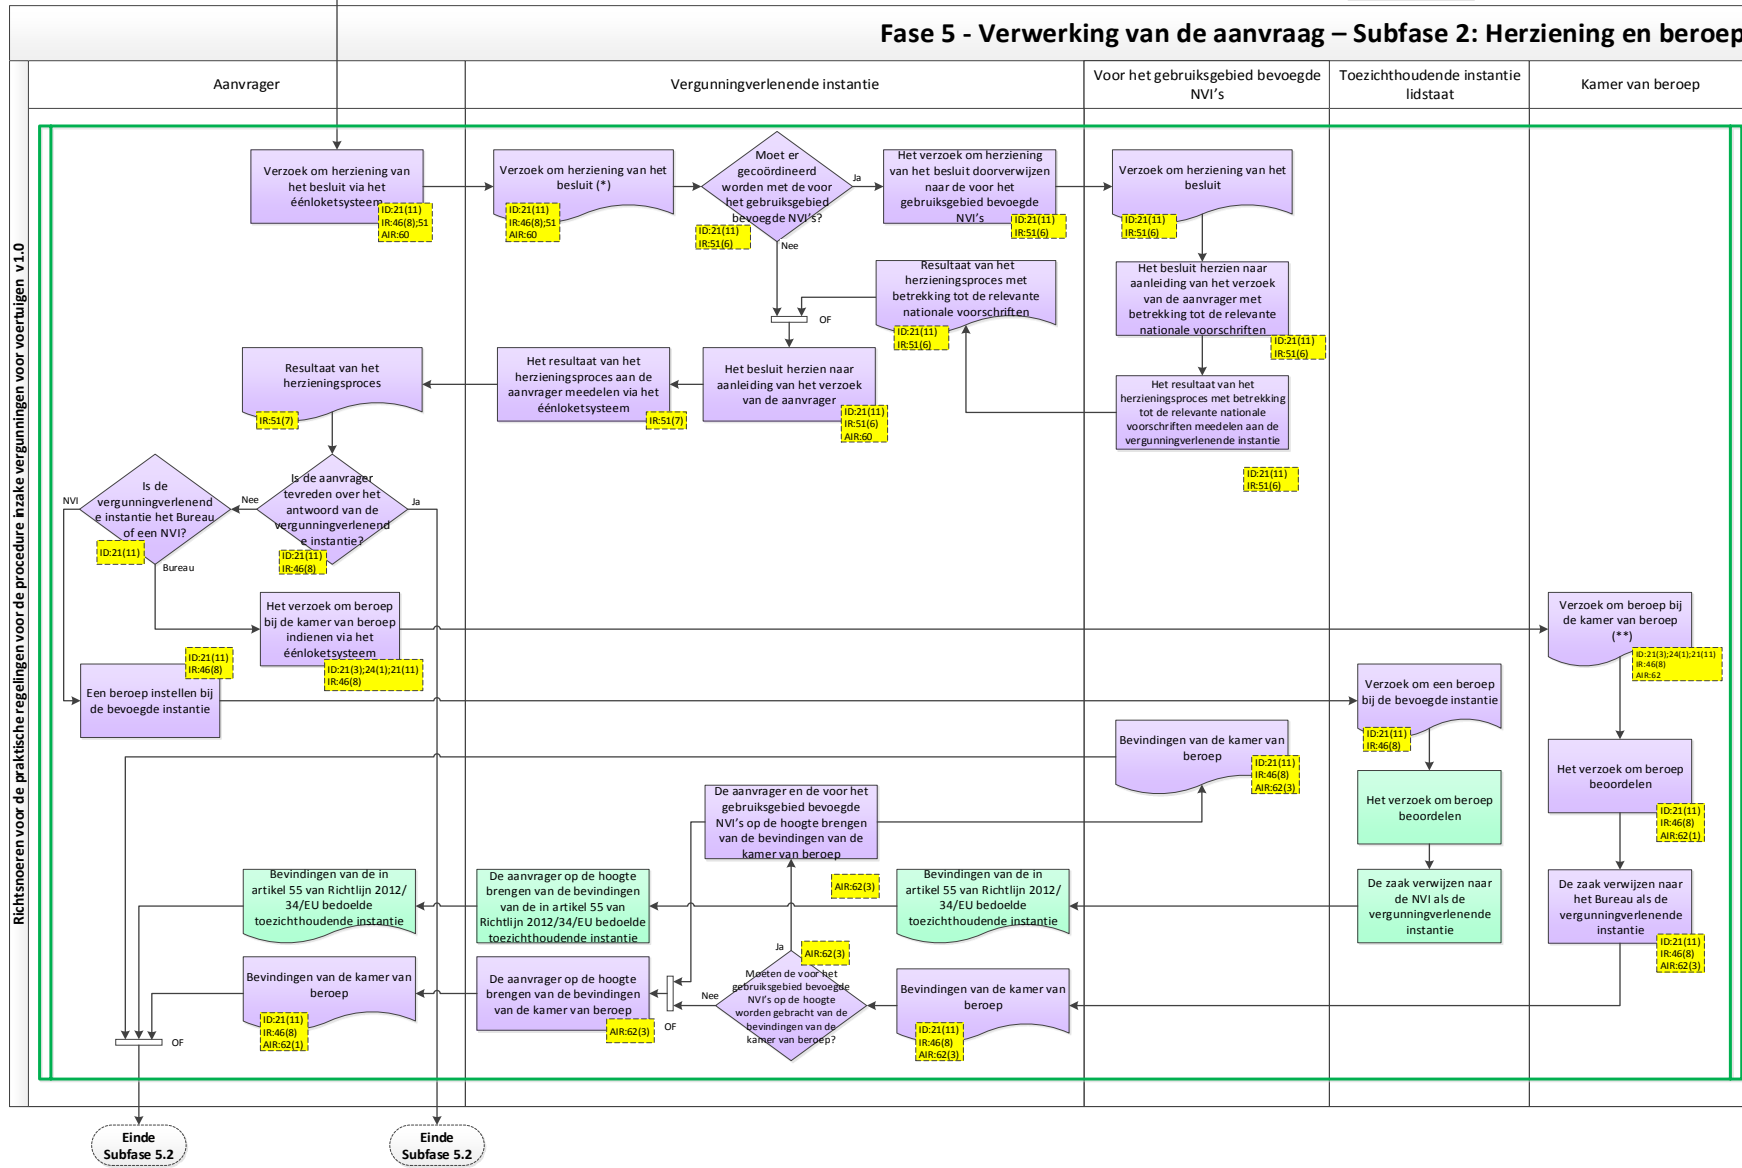 Fase 5 - Verwerking van de aanvraag – Subfase 2: Herziening en beroep
Richtsnoeren voor de praktische regelingen voor de procedure inzake vergunningen voor voertuigen v1.0
Aanvrager
Vergunningverlenende instantie
Voor het gebruiksgebied bevoegde
NVI's
Toezichthoudende instantie
lidstaat
Kamer van beroep
Verzoek om herziening van
het besluit via het
éénloketsysteem
ID:21(11)
IR:46(8);51
AIR:60
Verzoek om herziening van het
besluit (*)
ID:21(11)
IR:46(8);51
AIR:60
Moet er
gecoördineerd
worden met de voor
het gebruiksgebied
bevoegde NVI's?
ID:21(11)
IR:51(6)
Ja
Nee
Het verzoek om herziening
van het besluit doorverwijzen
naar de voor het
gebruiksgebied bevoegde
NVI's
ID:21(11)
IR:51(6)
Verzoek om herziening van het
besluit
ID:21(11)
IR:51(6)
Resultaat van het
herzieningsproces met
betrekking tot de relevante
nationale voorschriften
ID:21(11)
IR:51(6)
OF
Het besluit herzien naar
aanleiding van het verzoek
van de aanvrager met
betrekking tot de relevante
nationale voorschriften
ID:21(11)
IR:51(6)
Resultaat van het
herzieningsproces
IR:51(7)
Het resultaat van het
herzieningsproces aan de
aanvrager meedelen via het
éénloketsysteem
IR:51(7)
Het besluit herzien naar
aanleiding van het verzoek
van de aanvrager
ID:21(11)
IR:51(6)
AIR:60
Het resultaat van het
herzieningsproces met betrekking
tot de relevante nationale
voorschriften meedelen aan de
vergunningverlenende instantie
ID:21(11)
IR:51(6)
NVI
Is de
vergunningverlenend
e instantie het Bureau
of een NVI?
ID:21(11)
Bureau
Nee
Is de aanvrager
tevreden over het
antwoord van de
vergunningverlenend
e instantie?
ID:21(11)
IR:46(8)
Ja
Het verzoek om beroep
bij de kamer van beroep
indienen via het
éénloketsysteem
ID:21(3);24(1);21(11)
IR:46(8)
Verzoek om beroep bij
de kamer van beroep
(**)
ID:21(3);24(1);21(11)
IR:46(8)
AIR:62
ID:21(11)
IR:46(8)
Een beroep instellen bij
de bevoegde instantie
Verzoek om een beroep
bij de bevoegde instantie
ID:21(11)
IR:46(8)
Bevindingen van de kamer van
beroep
ID:21(11)
IR:46(8)
AIR:62(3)
Het verzoek om beroep
beoordelen
ID:21(11)
IR:46(8)
AIR:62(1)
De aanvrager en de voor het
gebruiksgebied bevoegde
NVI's op de hoogte brengen
van de bevindingen van de
kamer van beroep
AIR:62(3)
Het verzoek om beroep
beoordelen
Bevindingen van de in
artikel 55 van Richtlijn 2012/
34/EU bedoelde
toezichthoudende instantie
De aanvrager op de hoogte
brengen van de bevindingen
van de in artikel 55 van
Richtlijn 2012/34/EU bedoelde
toezichthoudende instantie
Bevindingen van de in
artikel 55 van Richtlijn 2012/
34/EU bedoelde
toezichthoudende instantie
De zaak verwijzen naar
de NVI als de
vergunningverlenende
instantie
De zaak verwijzen naar
het Bureau als de
vergunningverlenende
instantie
ID:21(11)
IR:46(8)
AIR:62(3)
Bevindingen van de kamer van
beroep
ID:21(11)
IR:46(8)
AIR:62(1)
De aanvrager op de hoogte
brengen van de bevindingen
van de kamer van beroep
AIR:62(3)
OF
Nee
Ja
AIR:62(3)
Moeten de voor het
gebruiksgebied bevoegde
NVI's op de hoogte
worden gebracht van de
bevindingen van de
kamer van beroep?
Bevindingen van de kamer van
beroep
ID:21(11)
IR:46(8)
AIR:62(3)
OF
Einde
Subfase 5.2
Einde
Subfase 5.2